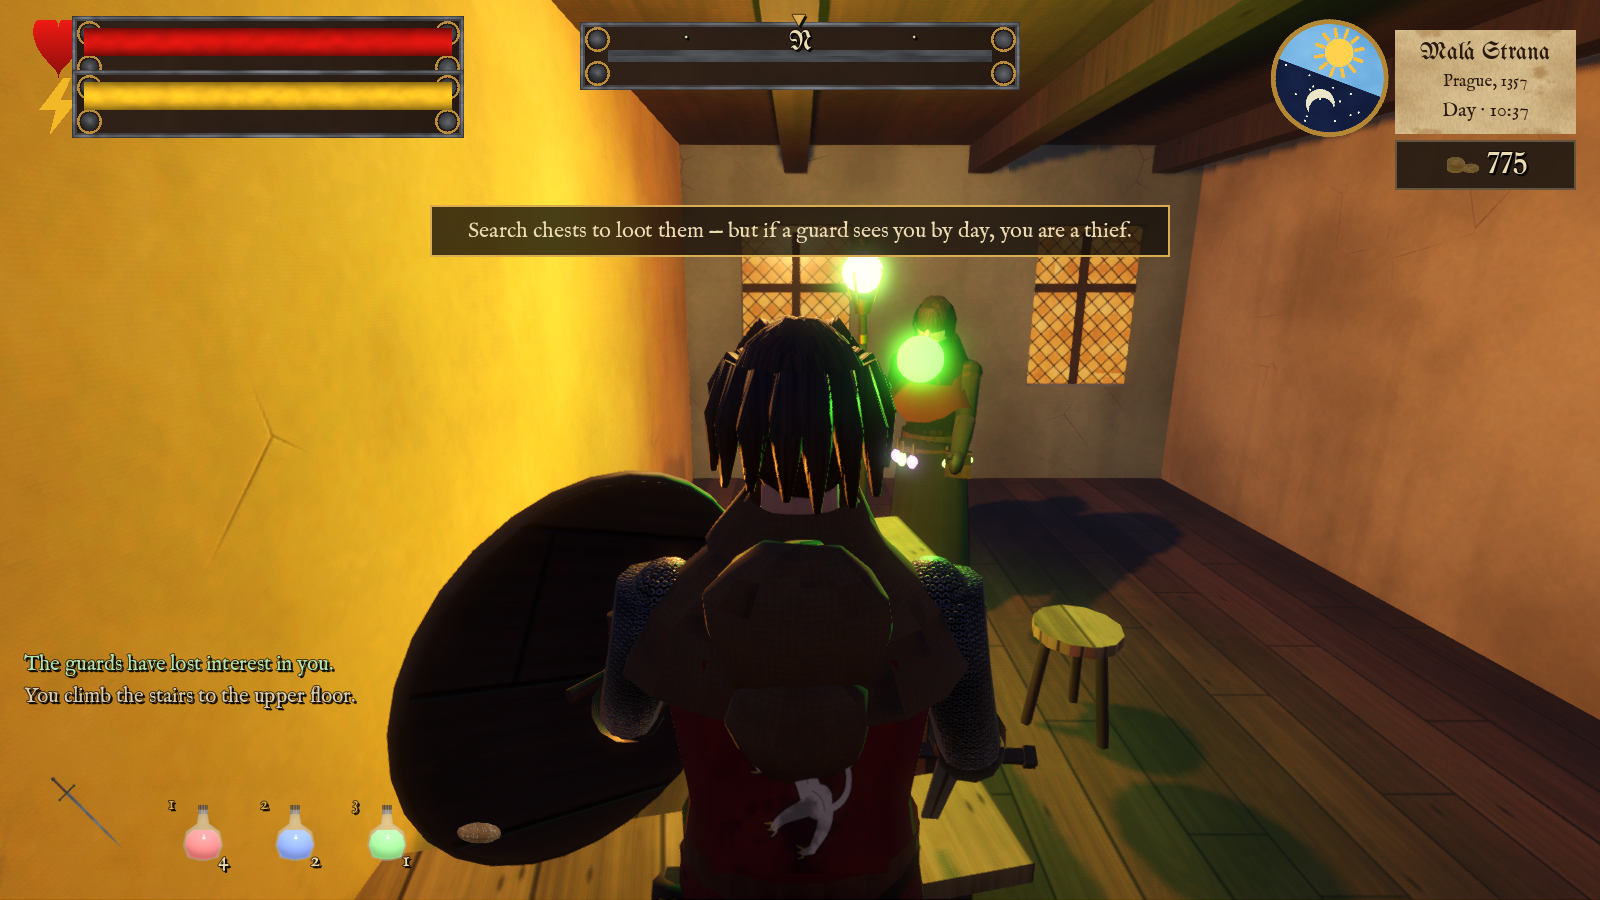 N
Malá Strana
Prague, 1357
Day · 10:37
775
Search chests to loot them – but if a guard sees you by day, you are a thief.
The guards have lost interest in you.
You climb the stairs to the upper floor.
1
2
3
4
2
1